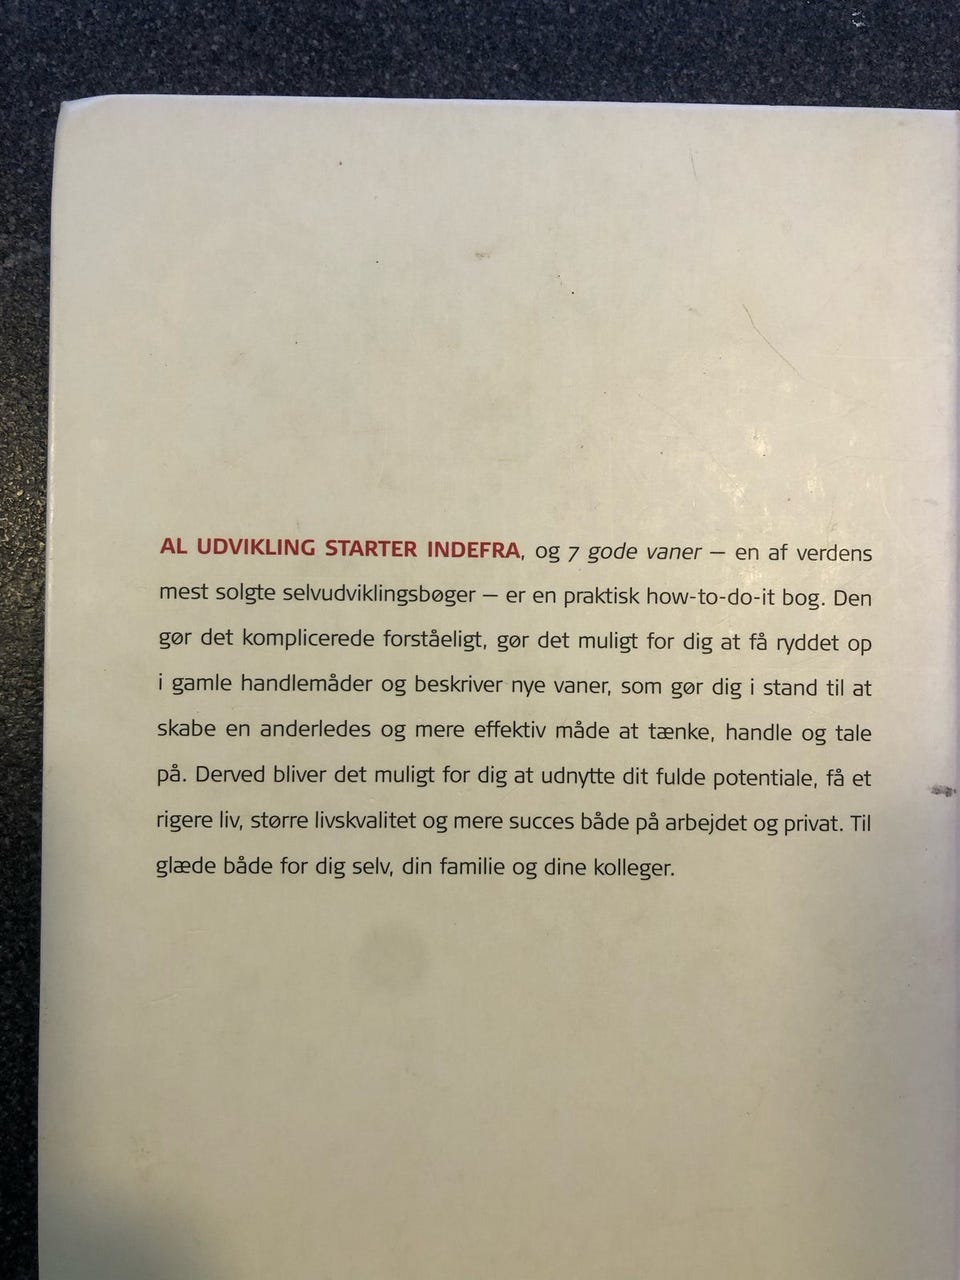 AL UDVIKLING STARTER INDEFRA, og 7 gode vaner – en af verdens
mest solgte selvudviklingsbøger – er en praktisk how-to-do-it bog. Den
gør det komplicerede forståeligt, gør det muligt for dig at få ryddet op
i gamle handlemåder og beskriver nye vaner, som gør dig i stand til at
skabe en anderledes og mere effektiv måde at tænke, handle og tale
på. Derved bliver det muligt for dig at udnytte dit fulde potentiale, få et
rigere liv, større livskvalitet og mere succes både på arbejdet og privat. Til
glæde både for dig selv, din familie og dine kolleger.